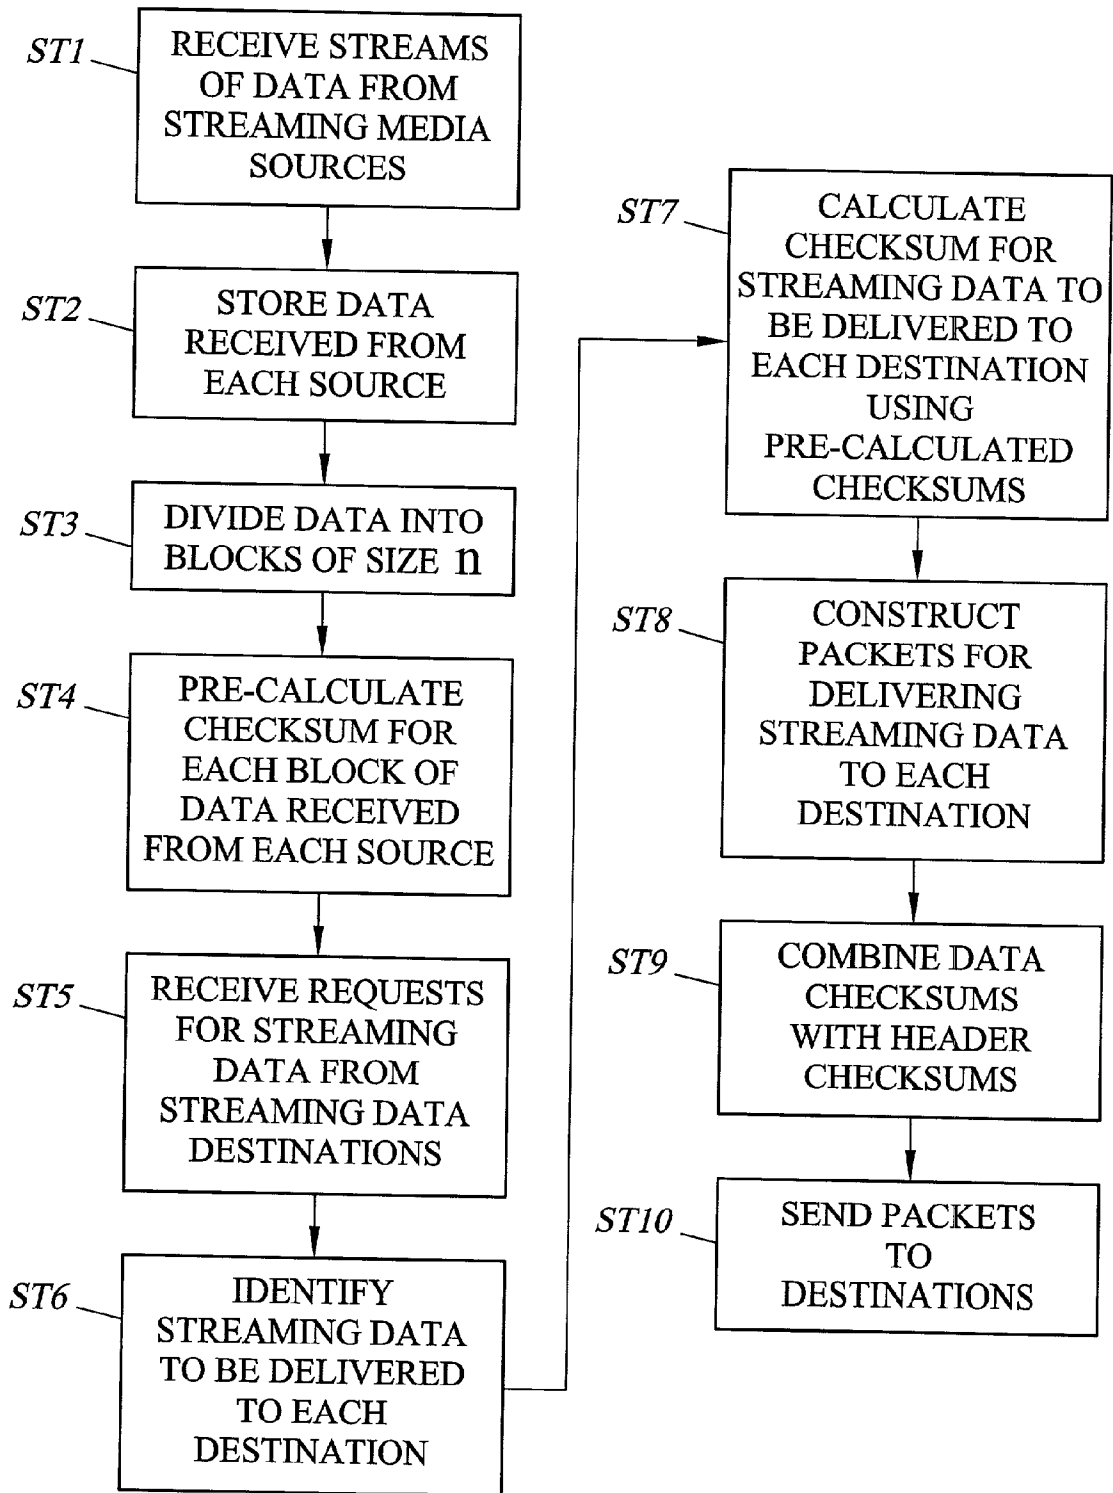 ST1
RECEIVE STREAMS
OF DATA FROM
STREAMING MEDIA
SOURCES
ST2
STORE DATA
RECEIVED FROM
EACH SOURCE
ST3
DIVIDE DATA INTO
BLOCKS OF SIZE n
ST4
PRE-CALCULATE
CHECKSUM FOR
EACH BLOCK OF
DATA RECEIVED
FROM EACH SOURCE
ST5
RECEIVE REQUESTS
FOR STREAMING
DATA FROM
STREAMING DATA
DESTINATIONS
ST6
IDENTIFY
STREAMING DATA
TO BE DELIVERED
TO EACH
DESTINATION
ST7
CALCULATE
CHECKSUM FOR
STREAMING DATA TO
BE DELIVERED TO
EACH DESTINATION
USING
PRE-CALCULATED
CHECKSUMS
ST8
CONSTRUCT
PACKETS FOR
DELIVERING
STREAMING DATA
TO EACH
DESTINATION
ST9
COMBINE DATA
CHECKSUMS
WITH HEADER
CHECKSUMS
ST10
SEND PACKETS
TO
DESTINATIONS